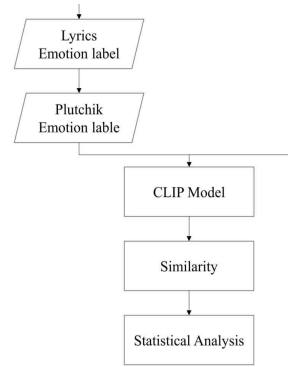 Lyrics
Emotion label
Plutchik
Emotion lable
CLIP Model
Similarity
Statistical Analysis